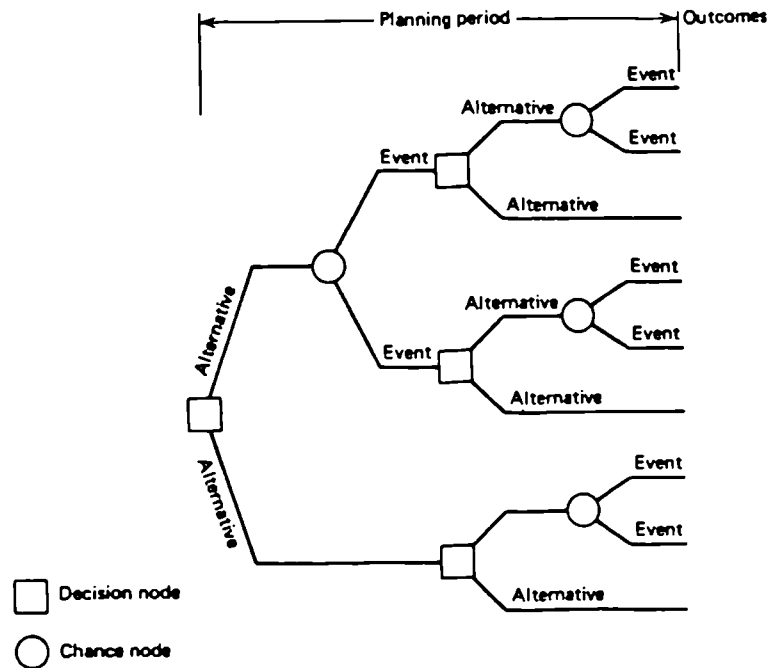 Planning period
Outcomes
Event
Alternative
Event
Event
Alternative
Event
Alternative
Alternative
Event
Event
Alternative
Alternative
Event
Event
Alternative
Decision node
Chance node